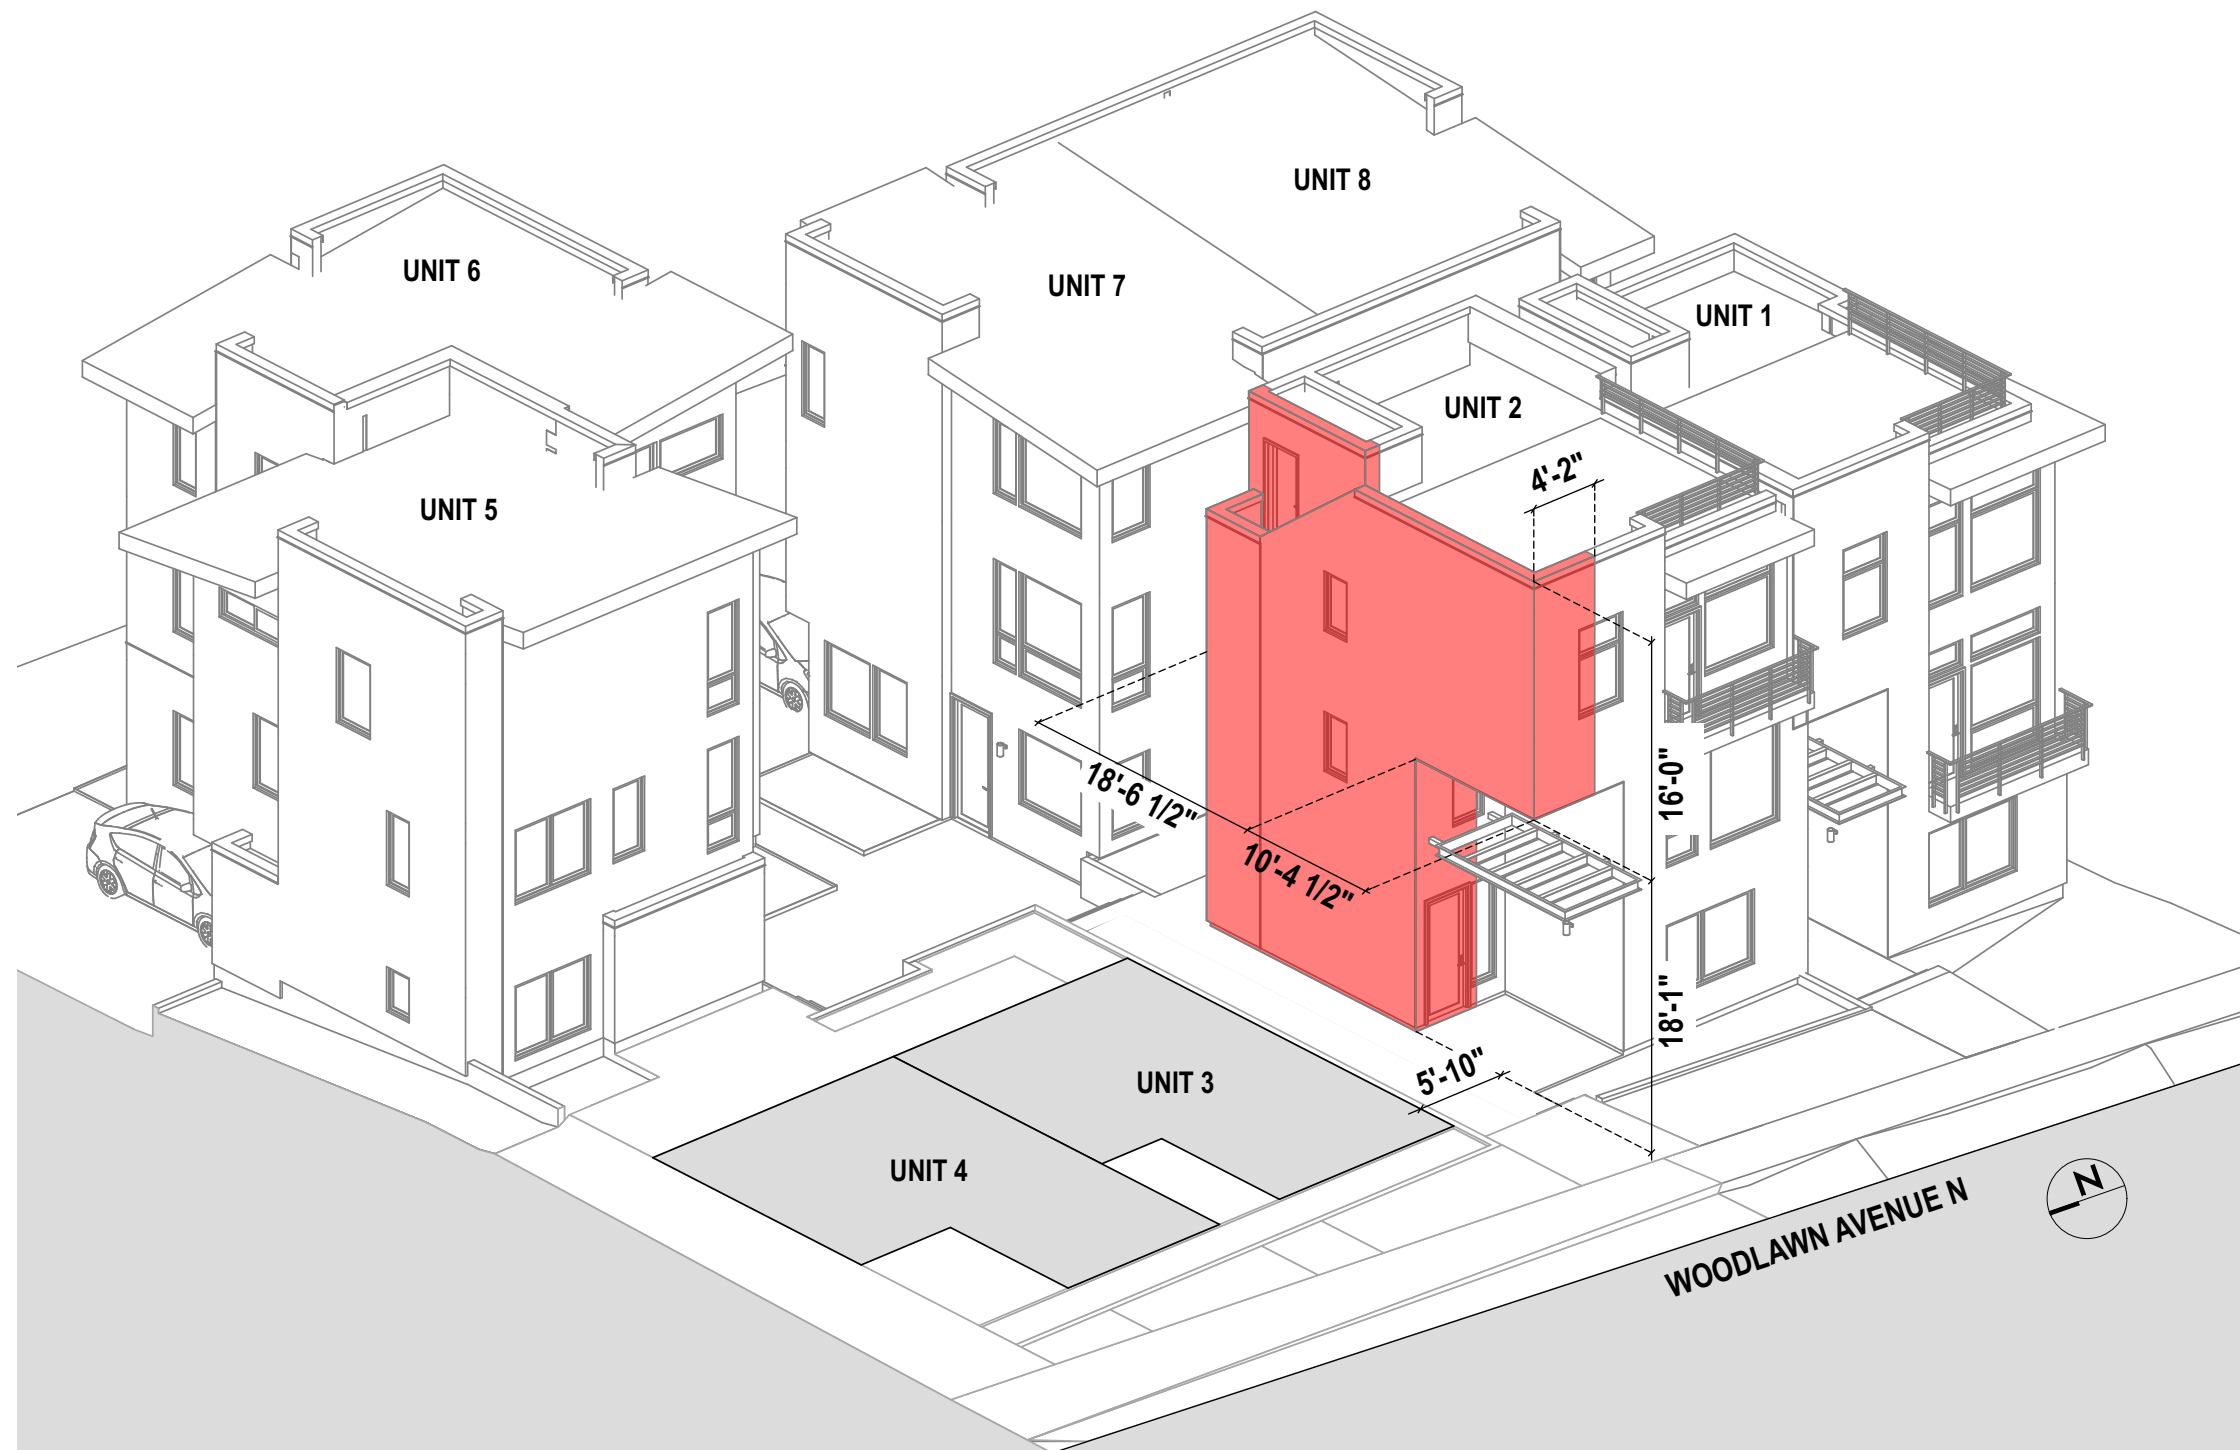 UNIT 8
UNIT 6
UNIT 7
UNIT 1
UNIT 2
4'-2"
UNIT 5
18'-6 1/2"
16'-0"
10'-4 1/2"
18'-1"
5'-10"
UNIT 3
UNIT 4
N
WOODLAWN AVENUE N